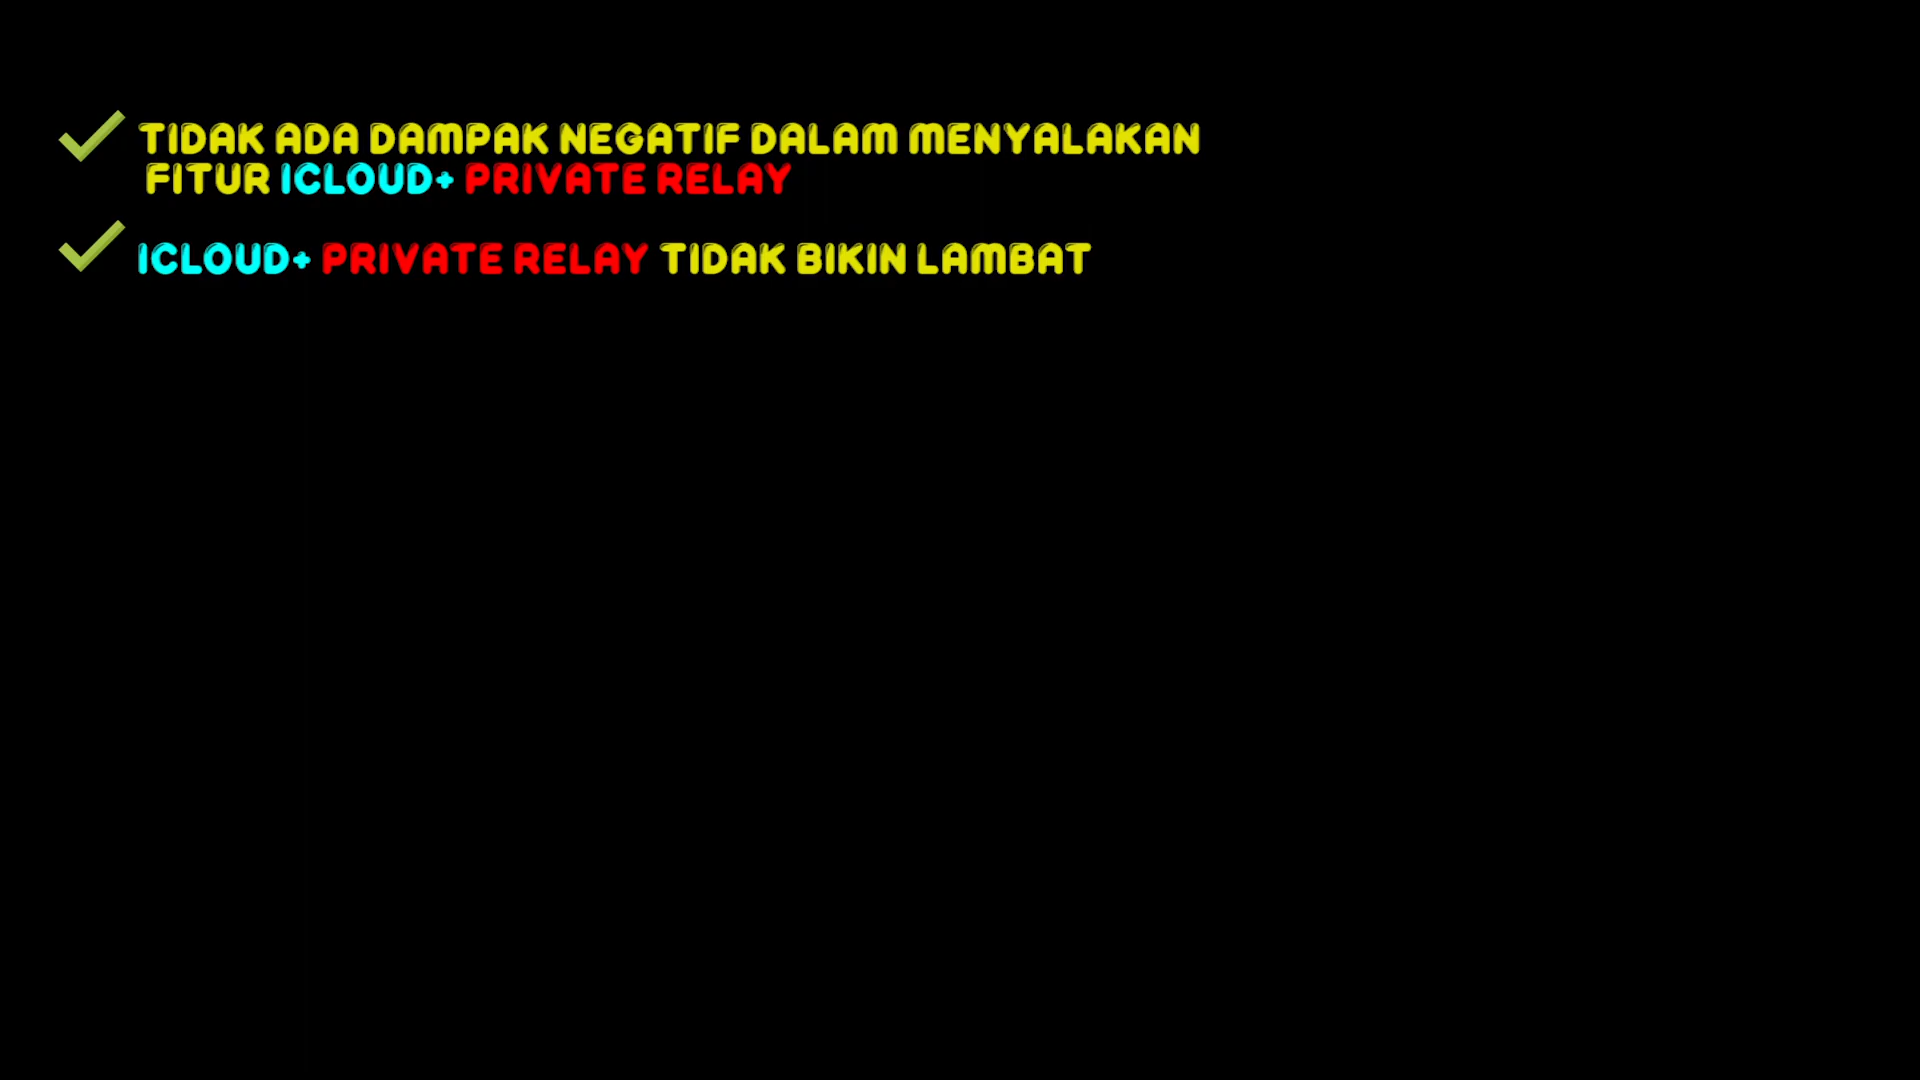 TIDAK ADA DAMPAK NEGATIF DALAM MENYALAKAN
FITUR ICLOUD+ PRIVATE RELAY
ICLOUD+ PRIVATE RELAY TIDAK BIKIN LAMBAT